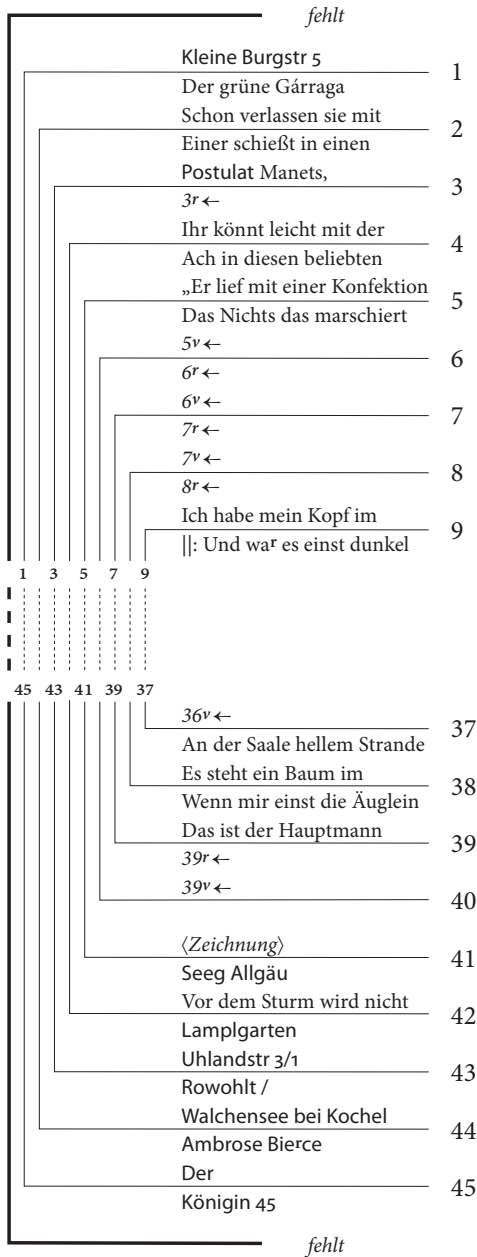 fehlt
Kleine Burgstr 5
1
Der grüne Gárraga
Schon verlassen sie mit
2
Einer schießt in einen
Postulat Manets,
3
3r ←
Ihr könnt leicht mit der
4
Ach in diesen beliebten
„Er lief mit einer Konfektion
5
Das Nichts das marschiert
5v ←
6
6r ←
6v ←
7
7r ←
7v ←
8
8r ←
Ich habe mein Kopf im
9
||: Und war es einst dunkel
1 3 5 7 9
45 43 41 39 37
36v ←
37
An der Saale hellem Strande
Es steht ein Baum im
38
Wenn mir einst die Äuglein
Das ist der Hauptmann
39
39r ←
39v ←
40
⟨Zeichnung⟩
41
Seeg Allgäu
Vor dem Sturm wird nicht
42
Lamplgarten
Uhlandstr 3/1
43
Rowohlt /
Walchensee bei Kochel
44
Ambrose Bierce
Der
45
Königin 45
fehlt